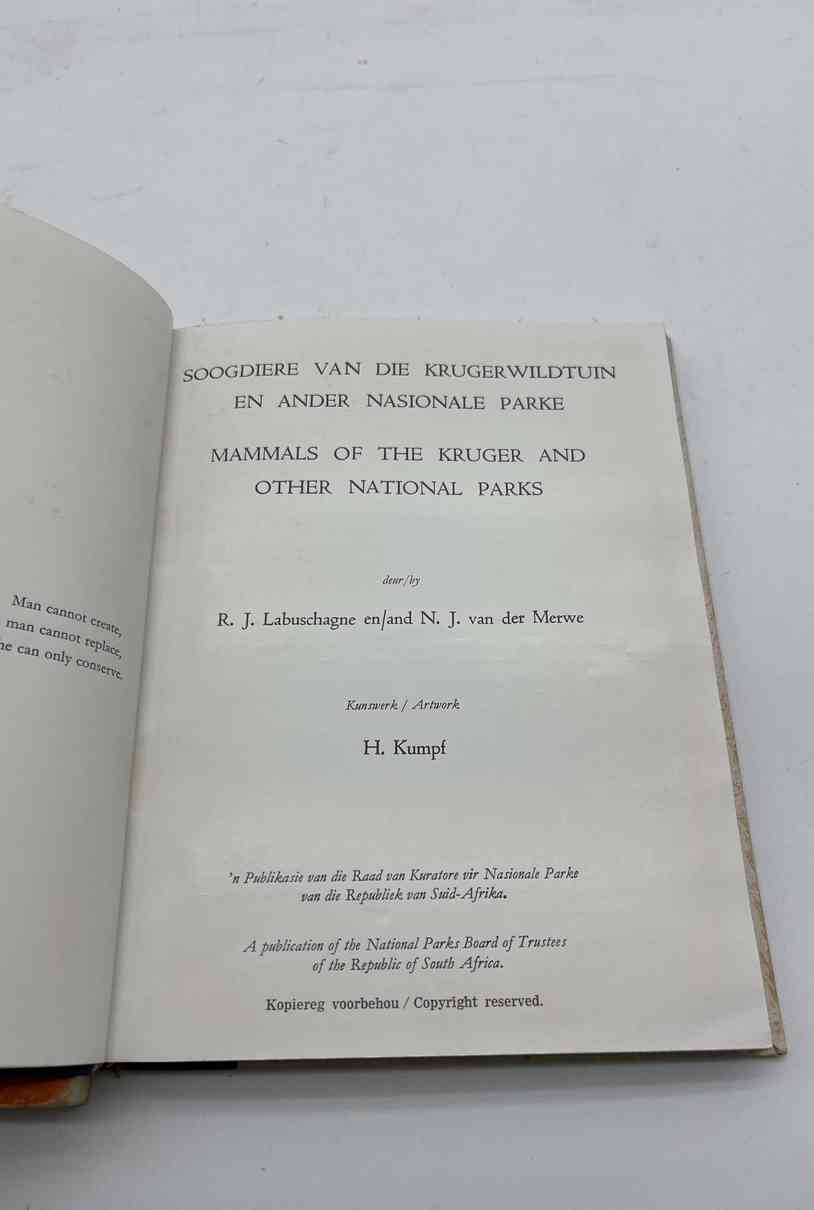 Man cannot create,
man cannot replace,
he can only conserve.
SOOGDIERE VAN DIE KRUGERWILDTUIN
EN ANDER NASIONALE PARKE
MAMMALS OF THE KRUGER AND
OTHER NATIONAL PARKS
deur/by
R. J. Labuschagne en/and N. J. van der Merwe
Kunswerk / Artwork
H. Kumpf
'n Publikasie van die Raad van Kuratore vir Nasionale Parke
van die Republiek van Suid-Afrika.
A publication of the National Parks Board of Trustees
of the Republic of South Africa.
Kopiereg voorbehou / Copyright reserved.